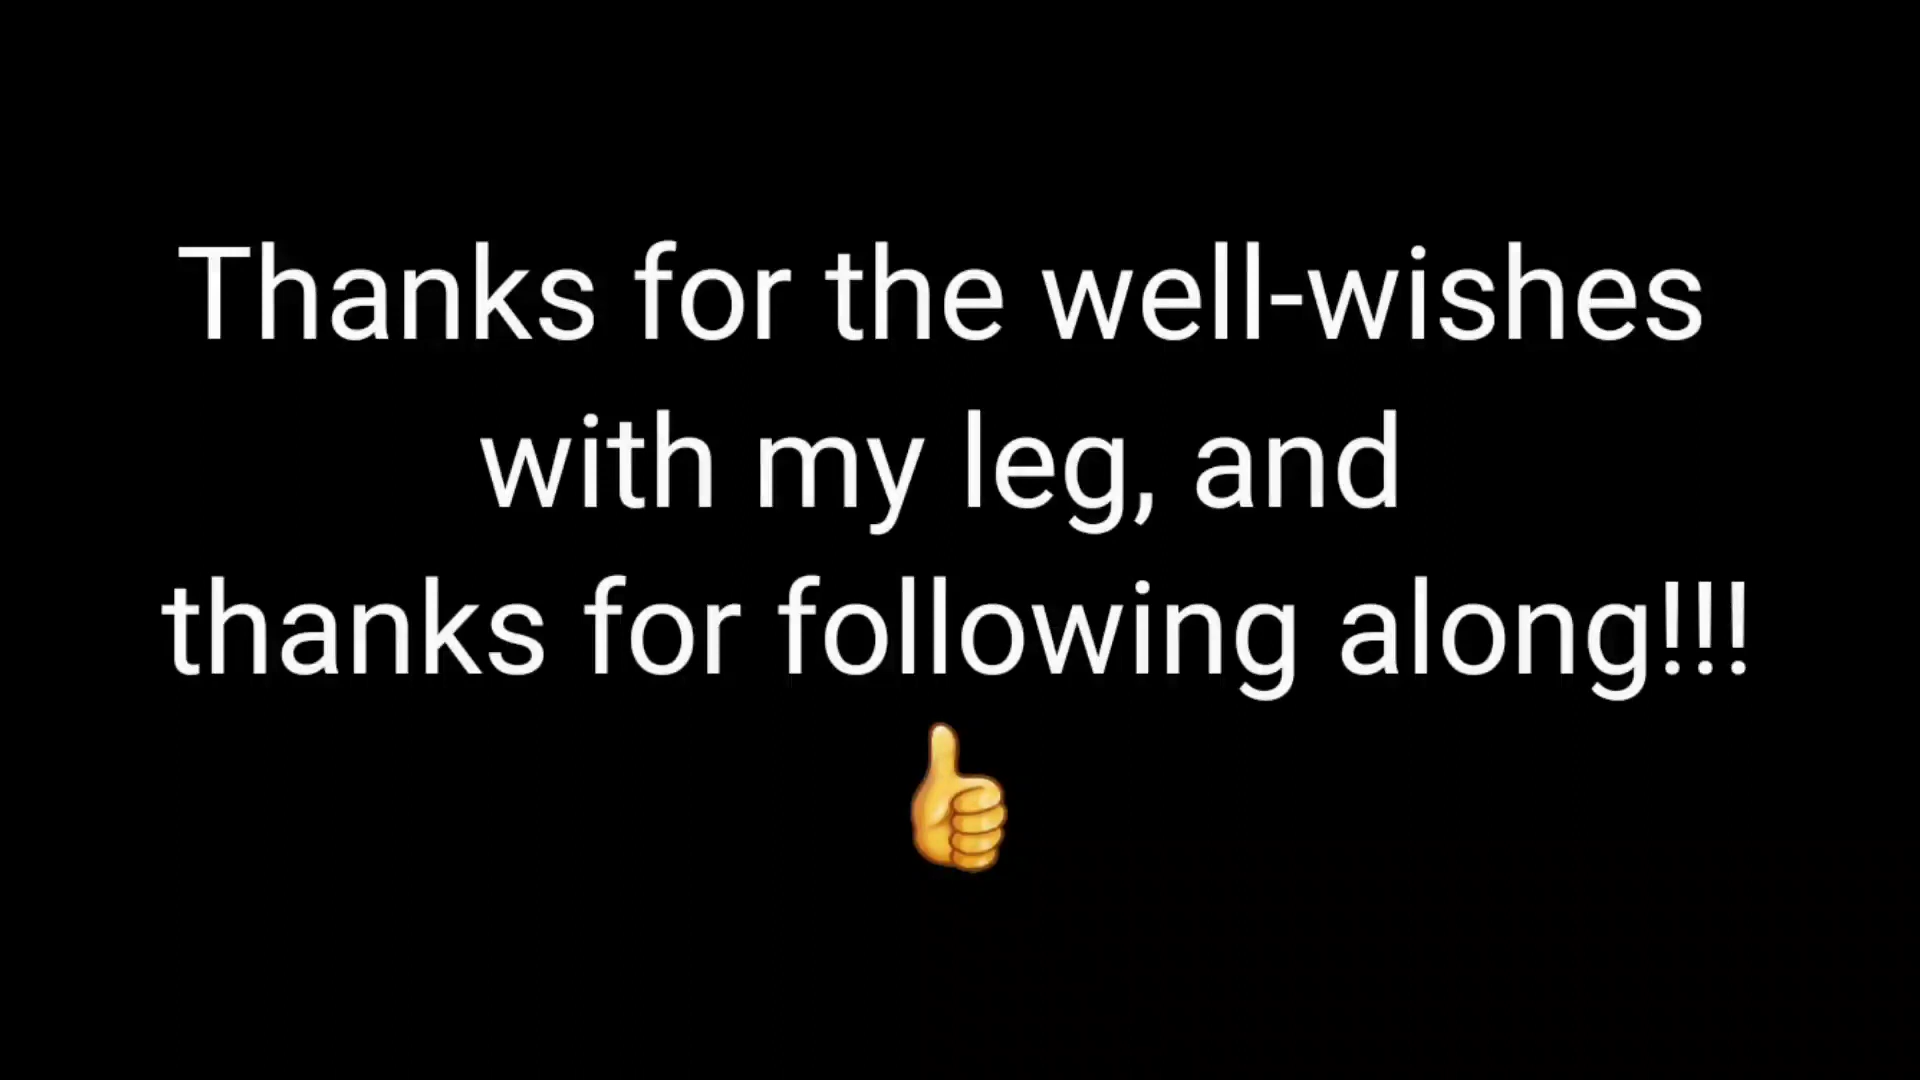 Thanks for the well-wishes
with my leg, and
thanks for following along!!!
👍